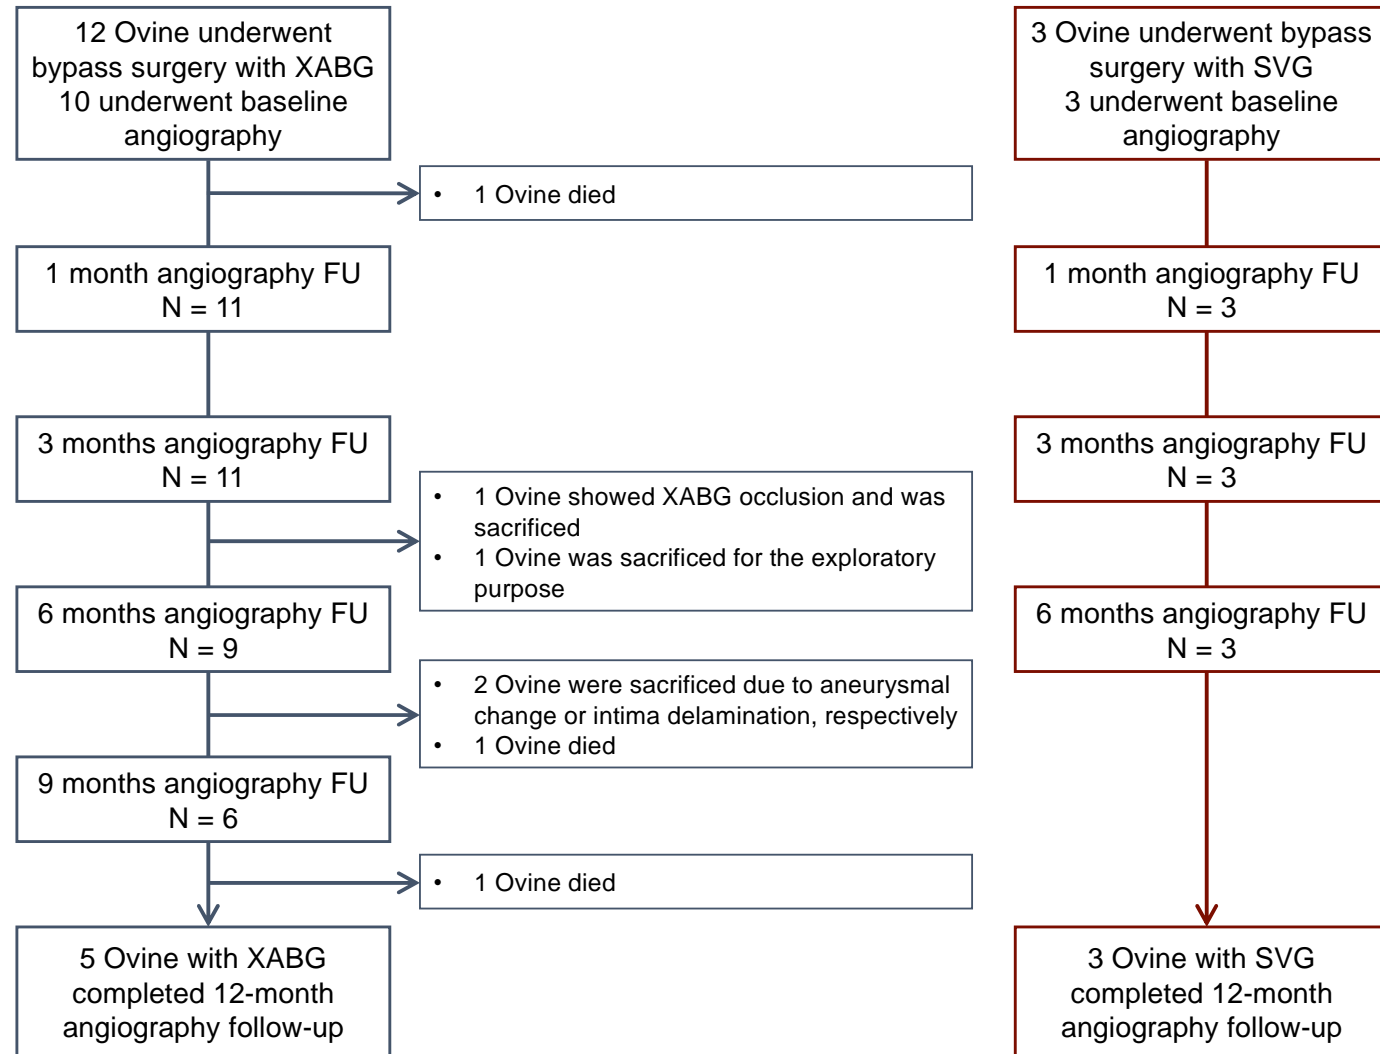 12 Ovine underwent
bypass surgery with XABG
10 underwent baseline
angiography
• 1 Ovine died
1 month angiography FU
N = 11
3 months angiography FU
N = 11
• 1 Ovine showed XABG occlusion and was
sacrificed
• 1 Ovine was sacrificed for the exploratory
purpose
6 months angiography FU
N = 9
• 2 Ovine were sacrificed due to aneurysmal
change or intima delamination, respectively
• 1 Ovine died
9 months angiography FU
N = 6
• 1 Ovine died
5 Ovine with XABG
completed 12-month
angiography follow-up
3 Ovine underwent bypass
surgery with SVG
3 underwent baseline
angiography
1 month angiography FU
N = 3
3 months angiography FU
N = 3
6 months angiography FU
N = 3
3 Ovine with SVG
completed 12-month
angiography follow-up